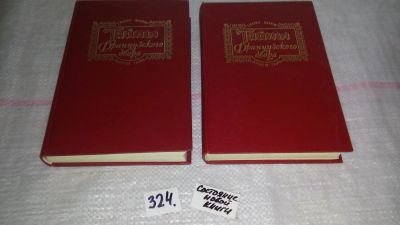 Тайны
Французского
двора
Тайны
Французского
двора
324.
Состояние
новой
книги